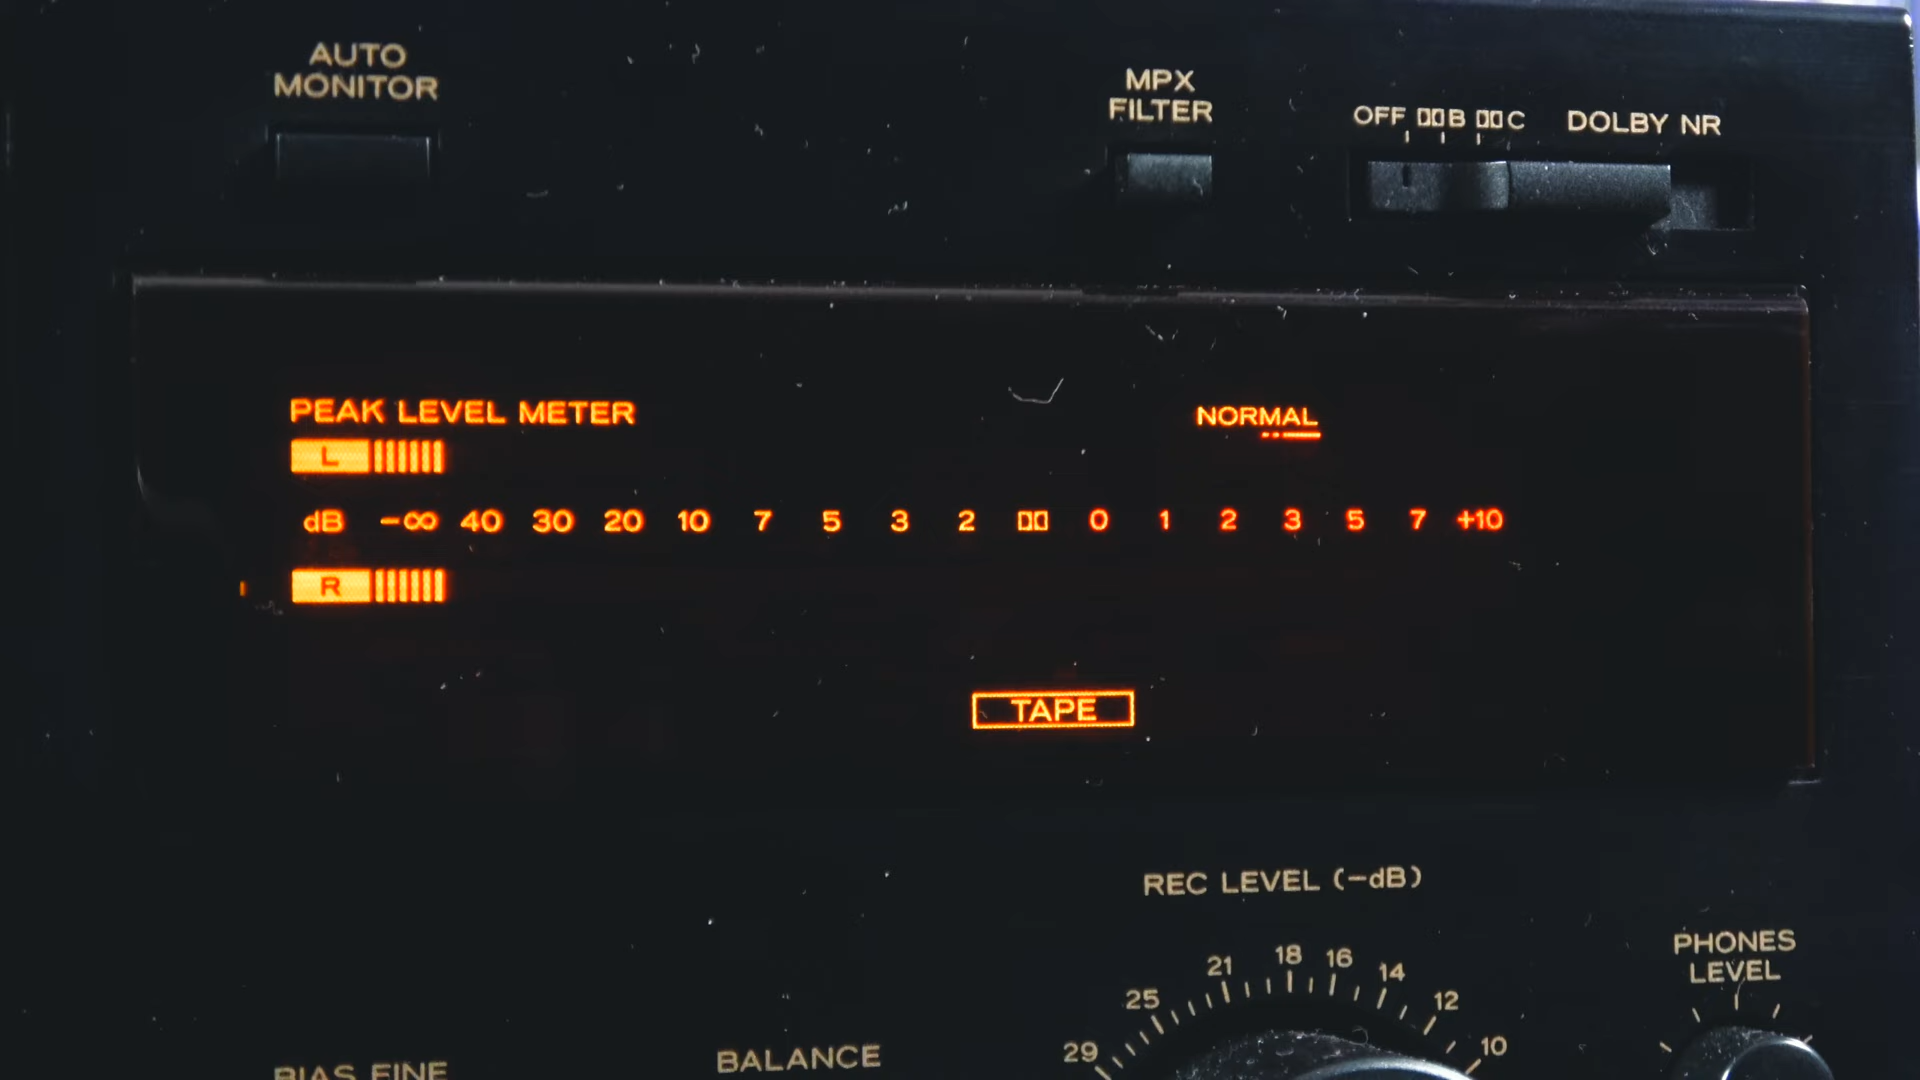 AUTO
MONITOR
MPX
FILTER
OFF B C DOLBY NR
PEAK LEVEL METER
NORMAL
L
dB -∞ 40 30 20 10 7 5 3 2 0 1 2 3 5 7 +10
R
TAPE
REC LEVEL (-dB)
29 25 21 18 16 14 12 10
PHONES
LEVEL
BIAS FINE
BALANCE